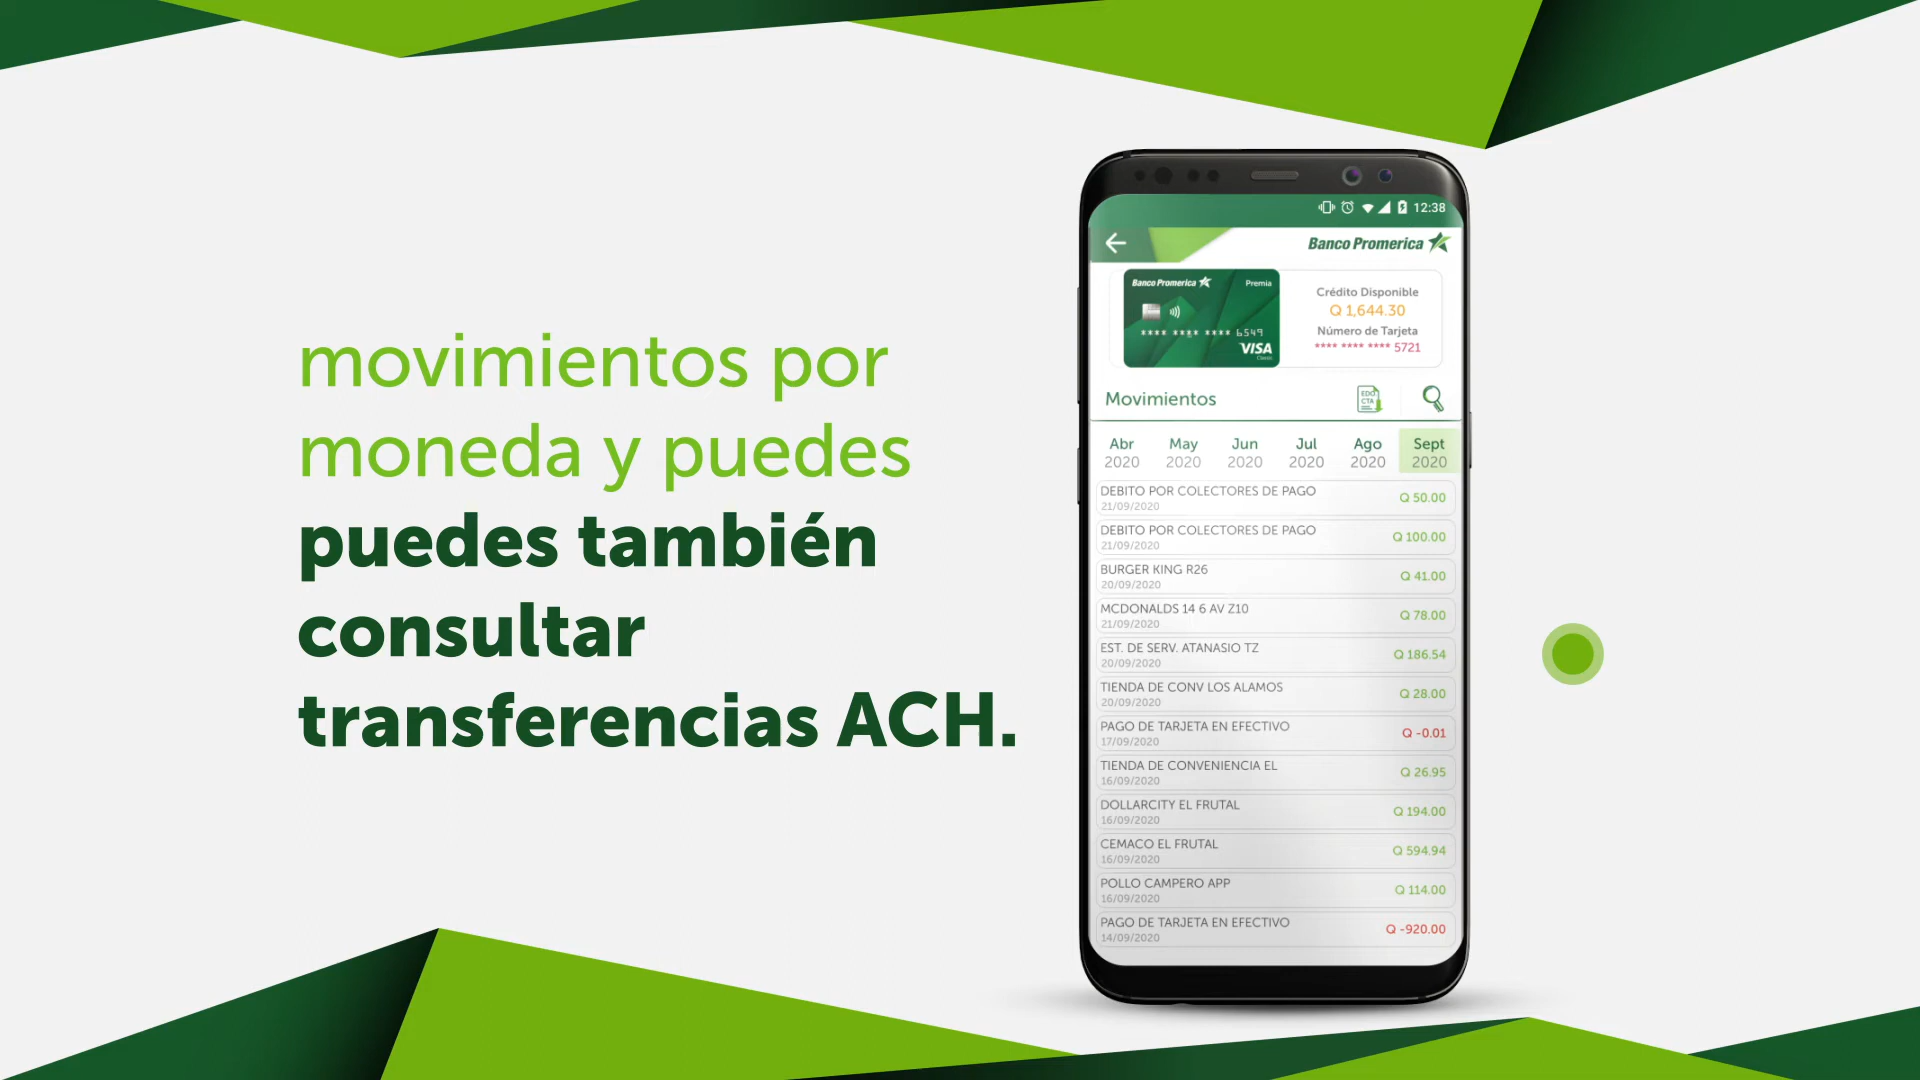 movimientos por
moneda y puedes
puedes también
consultar
transferencias ACH.
12:38
Banco Promerica
Banco Promerica
Premia
**** **** **** 6549
VISA
Classic
Crédito Disponible
Q 1,644.30
Número de Tarjeta
**** **** **** 5721
Movimientos
EDO
CTA
Abr May Jun Jul Ago Sept
2020 2020 2020 2020 2020 2020
DEBITO POR COLECTORES DE PAGO
21/09/2020
Q 50.00
DEBITO POR COLECTORES DE PAGO
21/09/2020
Q 100.00
BURGER KING R26
20/09/2020
Q 41.00
MCDONALDS 14 6 AV Z10
21/09/2020
Q 78.00
EST. DE SERV. ATANASIO TZ
20/09/2020
Q 186.54
TIENDA DE CONV LOS ALAMOS
20/09/2020
Q 28.00
PAGO DE TARJETA EN EFECTIVO
17/09/2020
Q -0.01
TIENDA DE CONVENIENCIA EL
16/09/2020
Q 26.95
DOLLARCITY EL FRUTAL
16/09/2020
Q 194.00
CEMACO EL FRUTAL
16/09/2020
Q 594.94
POLLO CAMPERO APP
16/09/2020
Q 114.00
PAGO DE TARJETA EN EFECTIVO
14/09/2020
Q -920.00